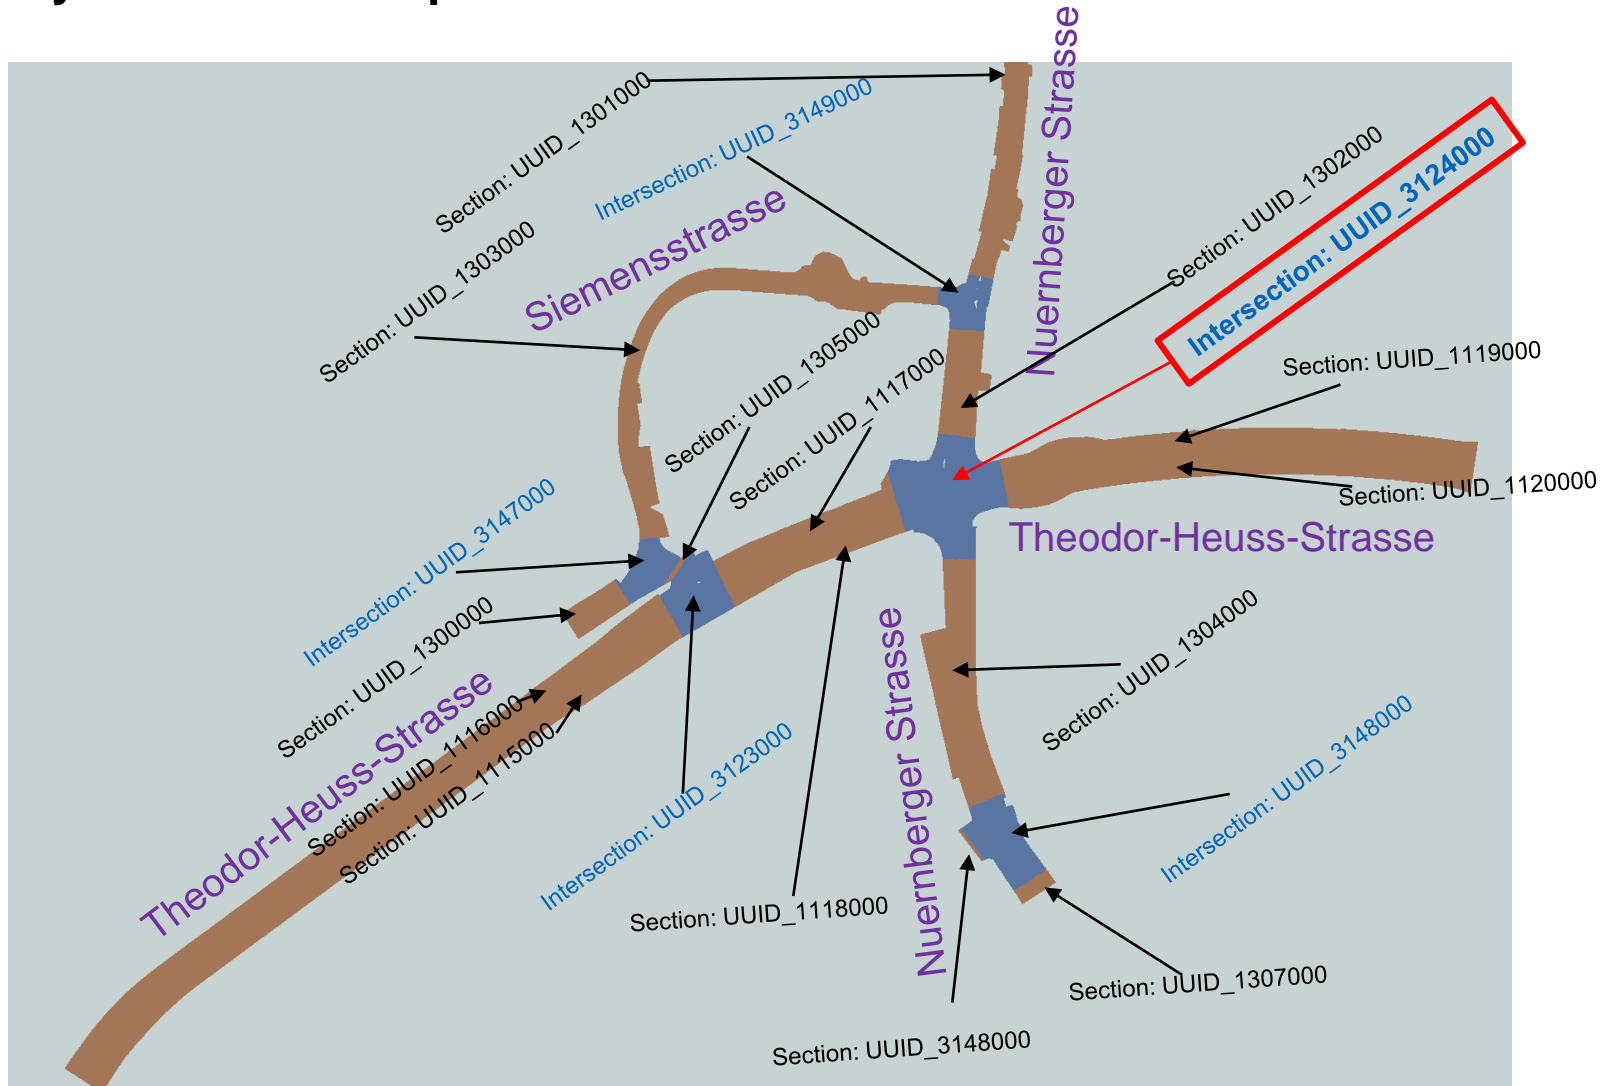 Section: UUID_1301000
Intersection: UUID_3149000
Nuernberger Strasse
Section: UUID_1302000
Intersection: UUID_3124000
Section: UUID_1303000
Siemensstrasse
Section: UUID_1305000
Section: UUID_1117000
Section: UUID_1119000
Section: UUID_1120000
Theodor-Heuss-Strasse
Intersection: UUID_3147000
Section: UUID_1300000
Theodor-Heuss-Strasse
Section: UUID_1116000
Section: UUID_1115000
Intersection: UUID_3123000
Section: UUID_1118000
Nuernberger Strasse
Section: UUID_1304000
Intersection: UUID_3148000
Section: UUID_1307000
Section: UUID_3148000